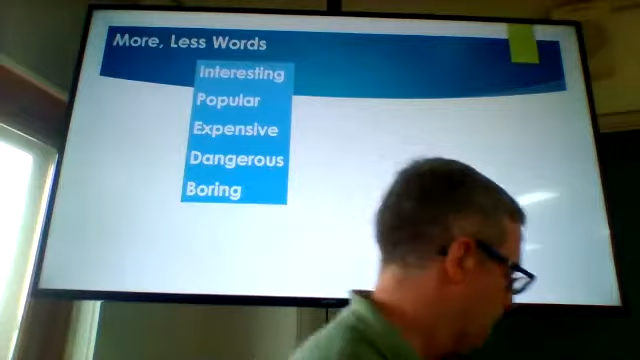 More, Less Words
Interesting
Popular
Expensive
Dangerous
Boring